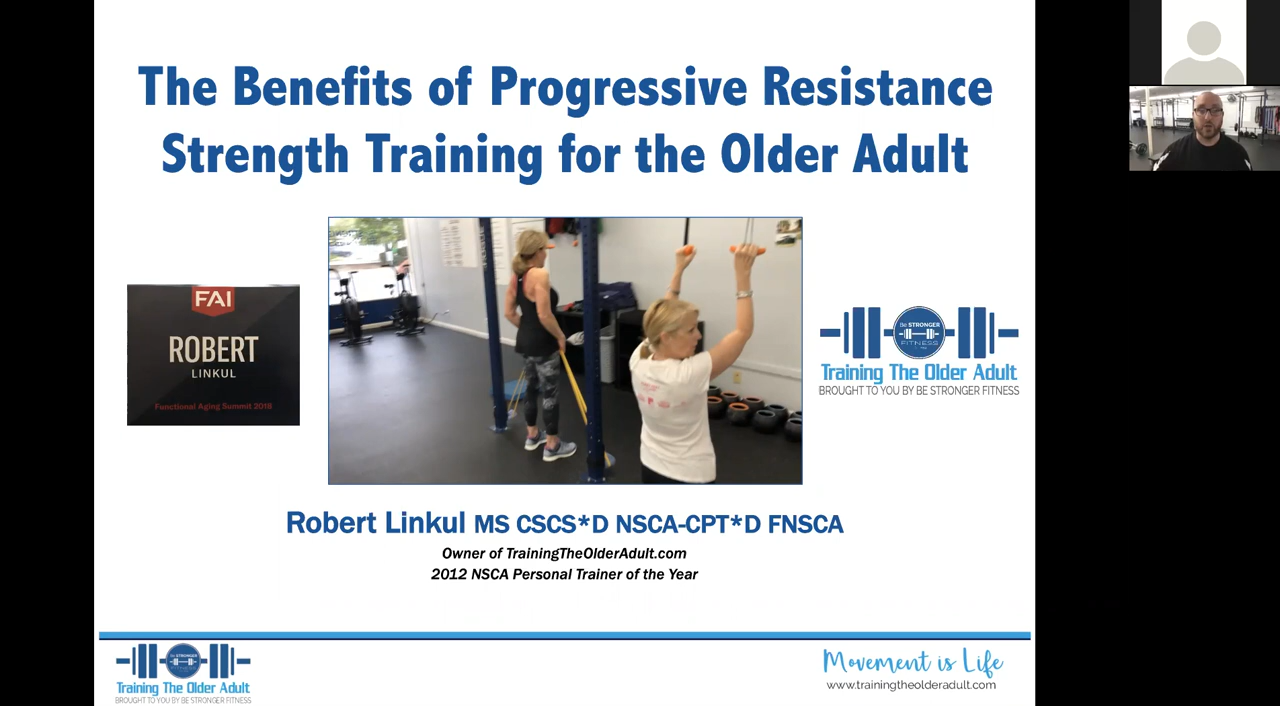 The Benefits of Progressive Resistance
Strength Training for the Older Adult
FAI
ROBERT
LINKUL
Functional Aging Summit 2018
Be STRONGER
FITNESS
Training The Older Adult
BROUGHT TO YOU BY BE STRONGER FITNESS
Robert Linkul MS CSCS*D NSCA-CPT*D FNSCA
Owner of TrainingTheOlderAdult.com
2012 NSCA Personal Trainer of the Year
Training The Older Adult
BROUGHT TO YOU BY BE STRONGER FITNESS
Movement is Life
www.trainingtheolderadult.com